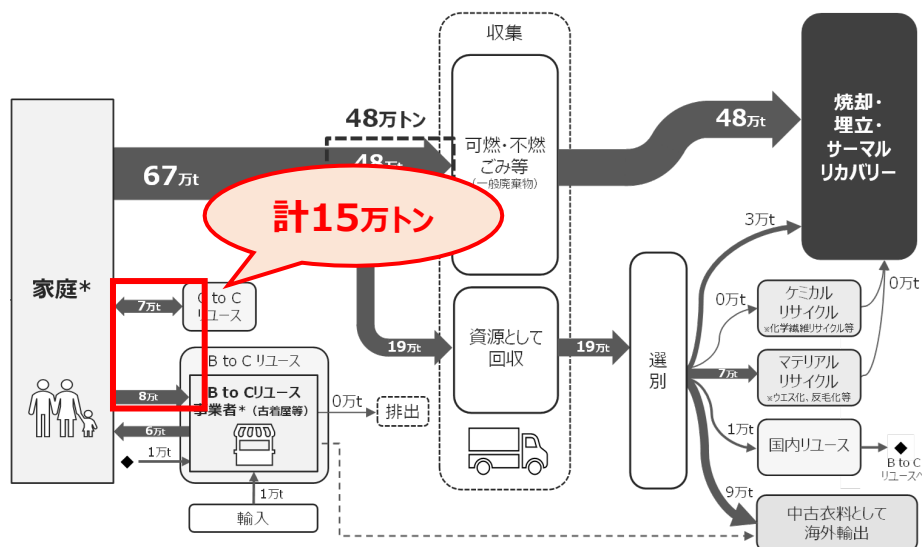 収集
48万トン
48万t
67万t
可燃・不燃
ごみ等
(一般廃棄物)
48万t
焼却・
埋立・
サーマル
リカバリー
計15万トン
家庭*
7万t
C to C
リユース
19万t
資源として
回収
19万t
選別
3万t
0万t
ケミカル
リサイクル
※化学繊維リサイクル等
0万t
7万t
マテリアル
リサイクル
※ウエス化、反毛化等
B to C リユース
8万t
B to Cリユース
事業者* (古着屋等)
6万t
0万t
排出
1万t
1万t
輸入
1万t
国内リユース
B to C
リユースへ
9万t
中古衣料として
海外輸出